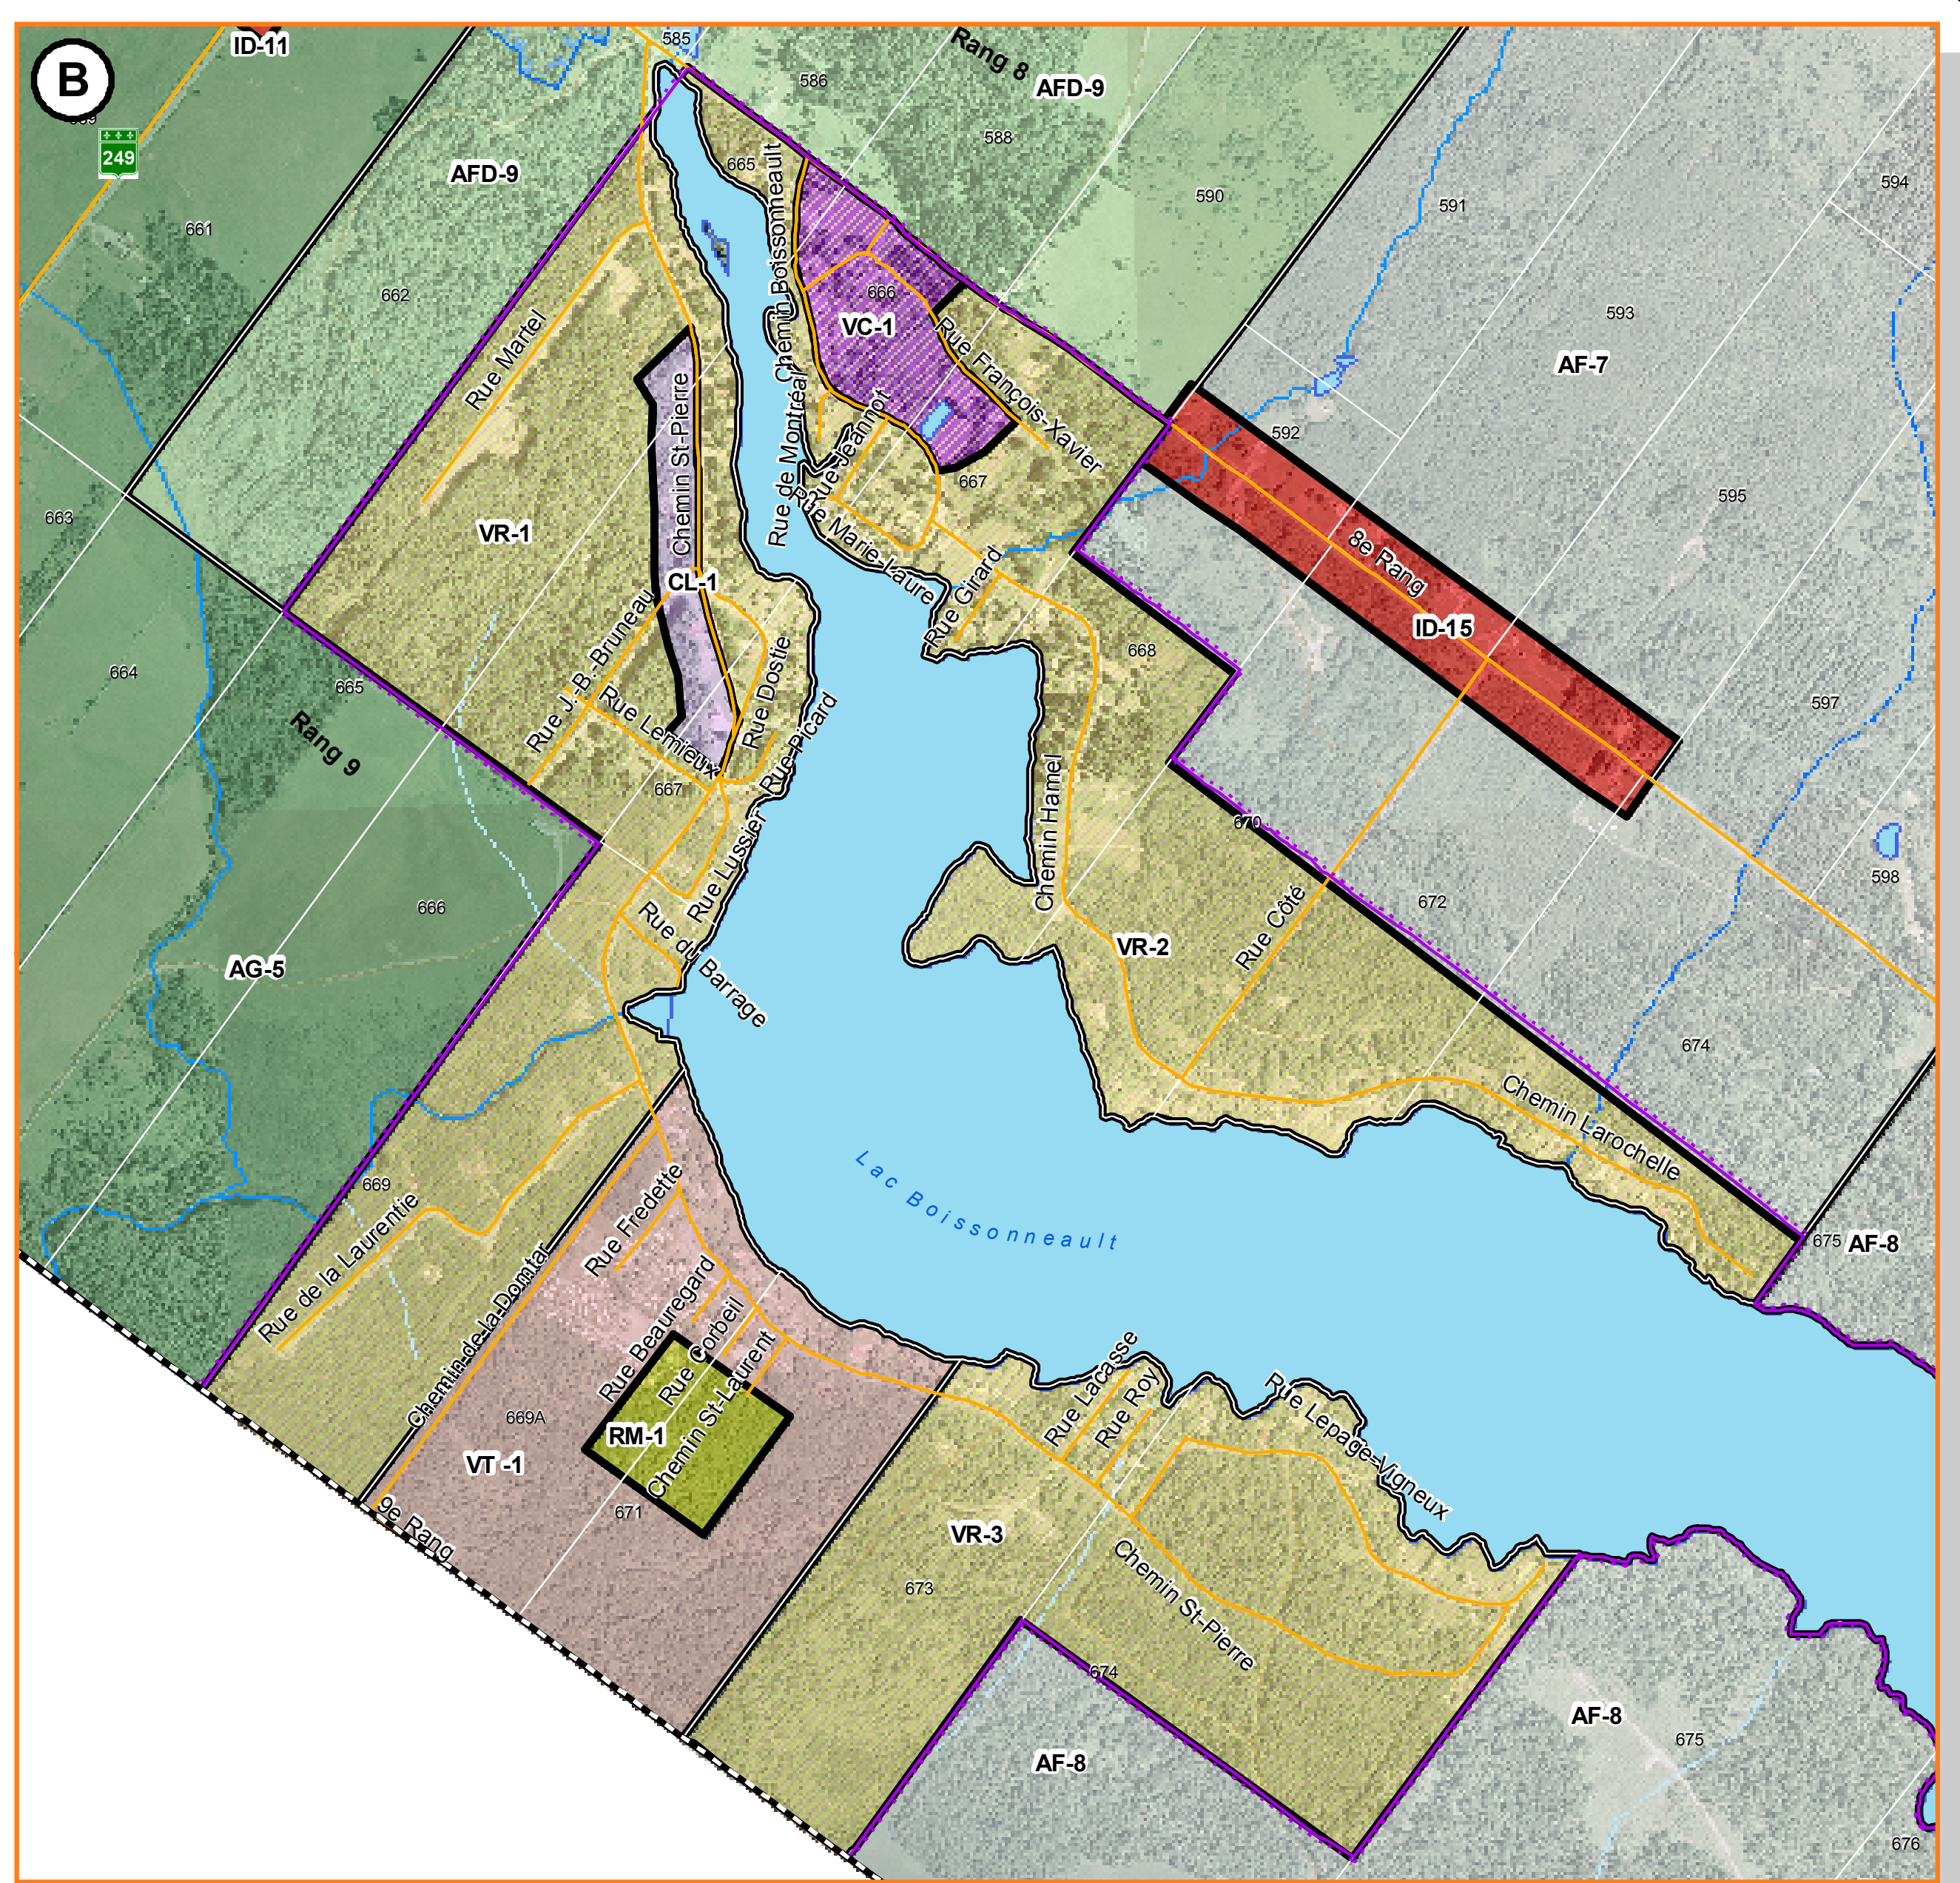 B
ID-11
249
585
586
Rang 8
AFD-9
588
590
591
594
AFD-9
661
662
665
Chemin Boissonneault
666
VC-1
593
AF-7
592
595
Rue Martel
Rue François-Xavier
Chemin St-Pierre
Rue de Montréal
Rue Jeannot
667
663
VR-1
Rue Marie-Laure
8e Rang
CL-1
Rue Girard
ID-15
668
664
665
Rue J.-B.-Bruneau
Rue Dostie
597
Rang 9
Rue Lemieux
Rue Picard
667
Chemin Hamel
670
598
Rue Lussier
666
672
Rue du Barrage
Rue Côté
VR-2
AG-5
674
Chemin Larochelle
669
Rue Fredette
Lac Boissonneault
Rue de la Laurentie
675
AF-8
Chemin-de-la-Domtar
Rue Beauregard
Rue Corbeil
Chemin St-Laurent
Rue Lacasse
Rue Roy
Rue Lepage-Vigneux
669A
RM-1
VT -1
671
9e Rang
VR-3
Chemin St-Pierre
673
674
AF-8
675
AF-8
676